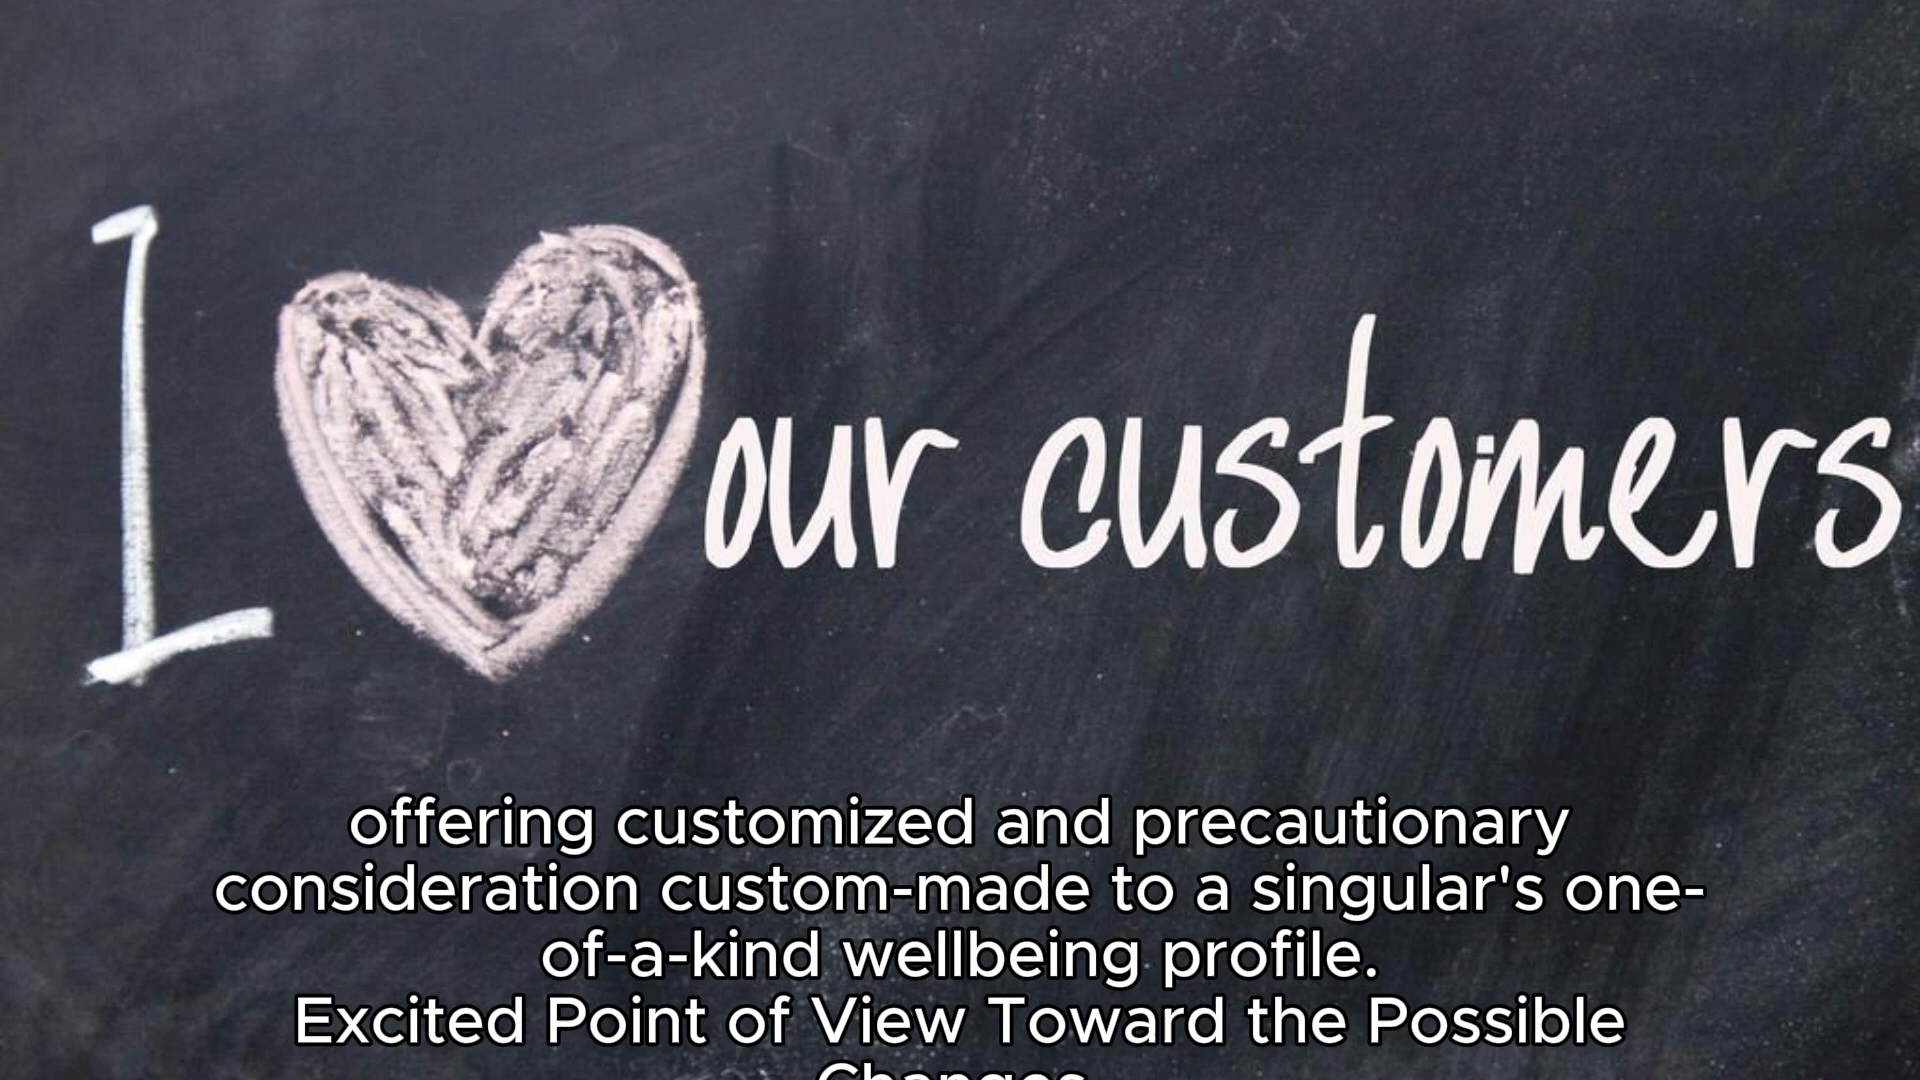 I our customers
offering customized and precautionary
consideration custom-made to a singular's one-
of-a-kind wellbeing profile.
Excited Point of View Toward the Possible
Changes